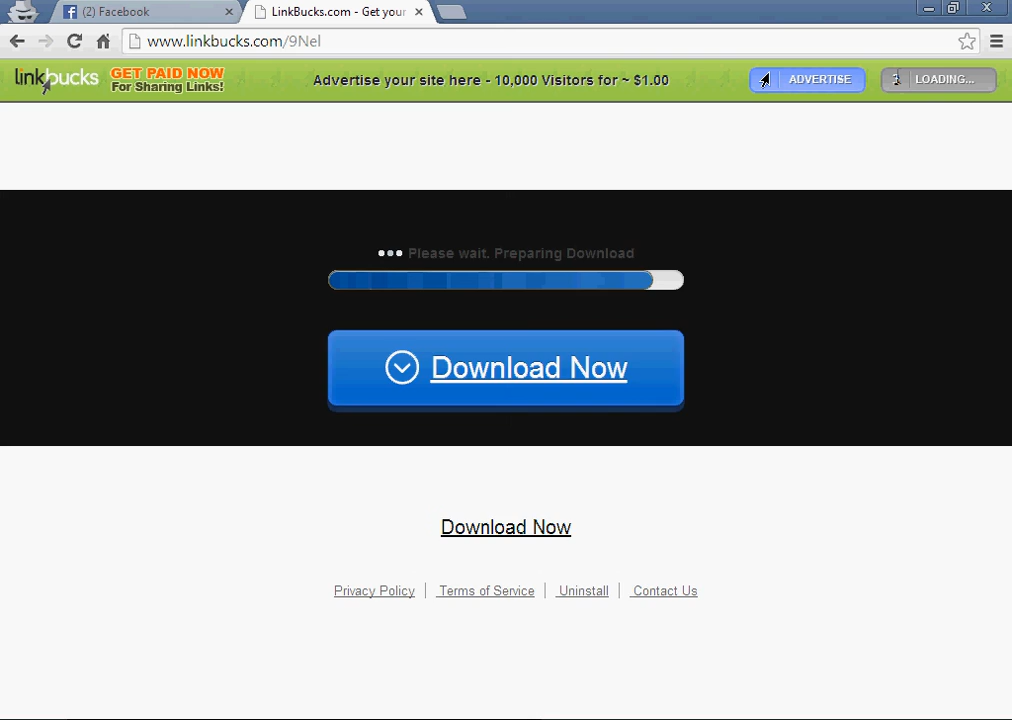 (2) Facebook
LinkBucks.com - Get your
www.linkbucks.com/9Nel
linkbucks
GET PAID NOW
For Sharing Links!
Advertise your site here - 10,000 Visitors for ~ $1.00
ADVERTISE
LOADING...
Please wait. Preparing Download
Download Now
Download Now
Privacy Policy | Terms of Service | Uninstall | Contact Us